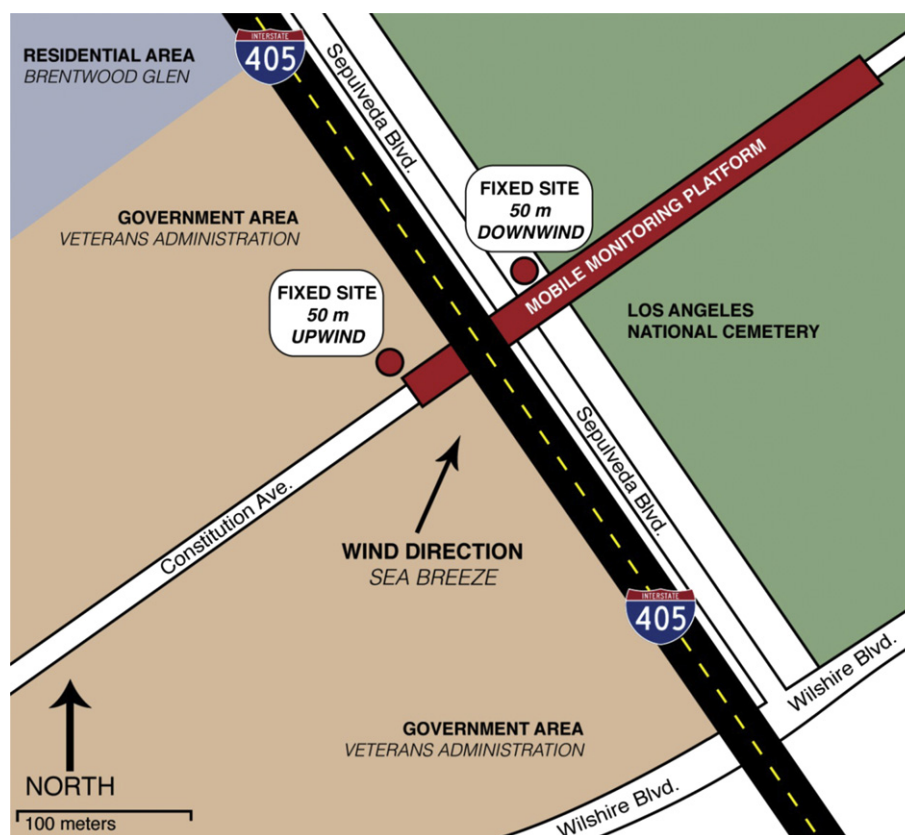 RESIDENTIAL AREA
BRENTWOOD GLEN
INTERSTATE
405
Sepulveda Blvd.
FIXED SITE
50 m
DOWNWIND
MOBILE MONITORING PLATFORM
GOVERNMENT AREA
VETERANS ADMINISTRATION
FIXED SITE
50 m
UPWIND
LOS ANGELES
NATIONAL CEMETERY
Sepulveda Blvd.
Constitution Ave.
WIND DIRECTION
SEA BREEZE
INTERSTATE
405
Wilshire Blvd.
GOVERNMENT AREA
VETERANS ADMINISTRATION
NORTH
100 meters
Wilshire Blvd.